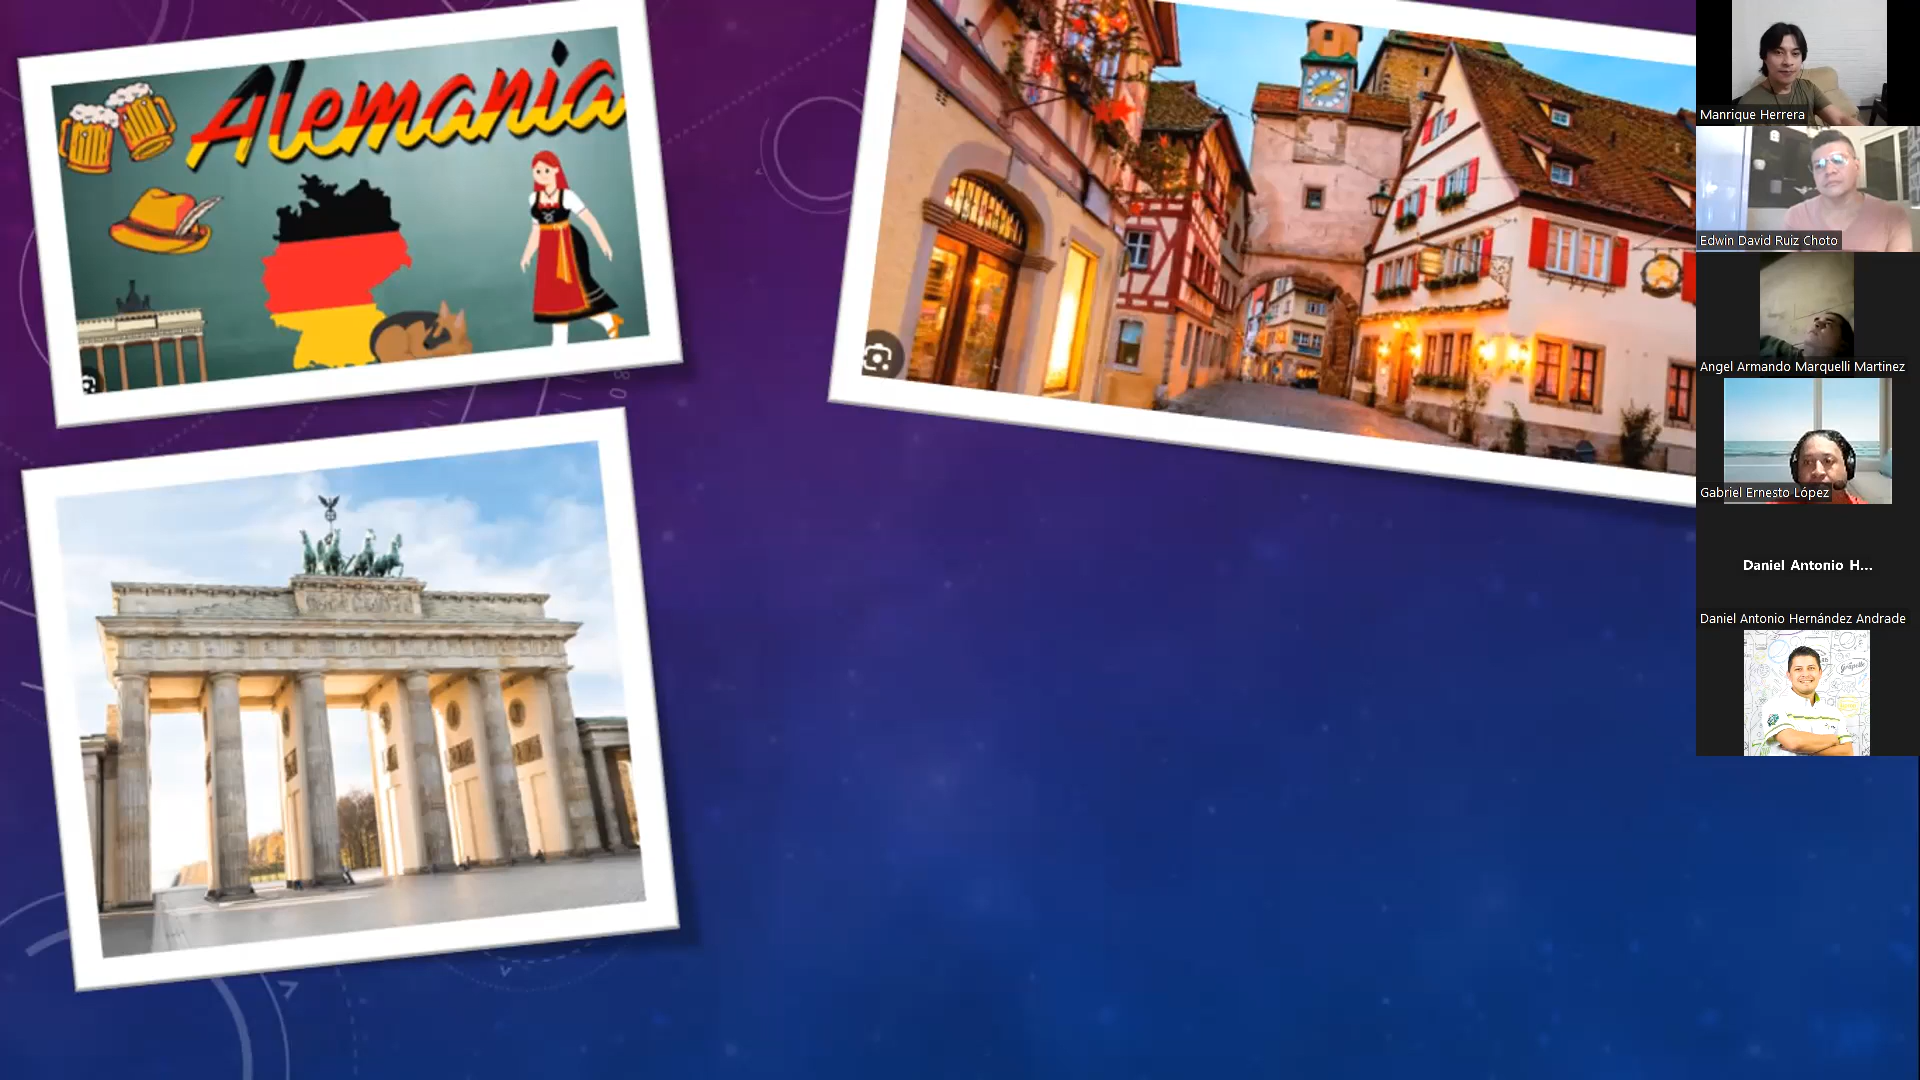 Alemania
Manrique Herrera
Edwin David Ruiz Choto
Angel Armando Marquelli Martinez
Gabriel Ernesto López
Daniel Antonio H...
Daniel Antonio Hernández Andrade